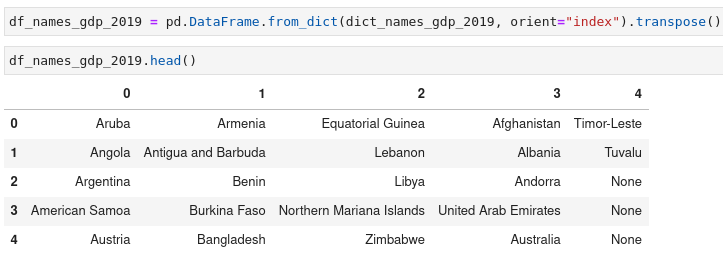 df_names_gdp_2019 = pd.DataFrame.from_dict(dict_names_gdp_2019, orient="index").transpose()
df_names_gdp_2019.head()
0 1 2 3 4
0 Aruba Armenia Equatorial Guinea Afghanistan Timor-Leste
1 Angola Antigua and Barbuda Lebanon Albania Tuvalu
2 Argentina Benin Libya Andorra None
3 American Samoa Burkina Faso Northern Mariana Islands United Arab Emirates None
4 Austria Bangladesh Zimbabwe Australia None